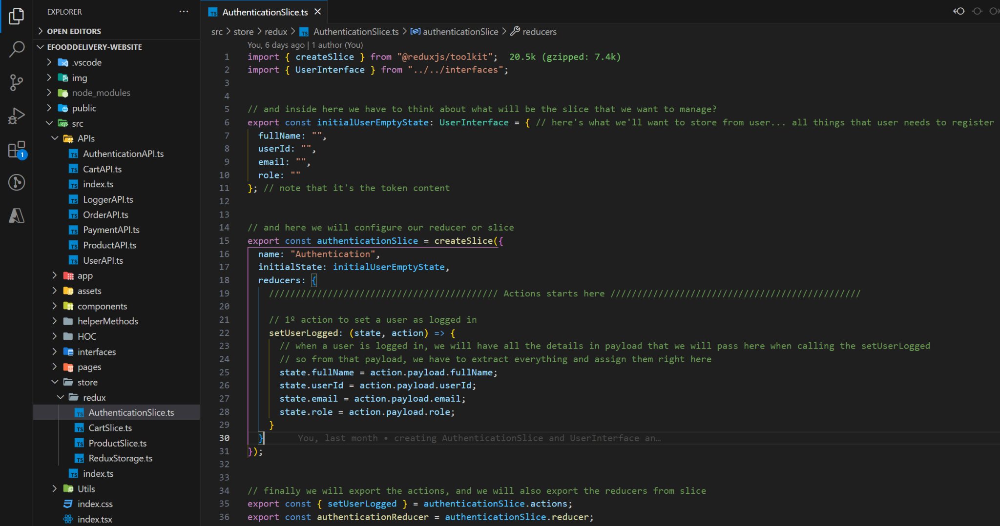 EXPLORER
OPEN EDITORS
EFOODDELIVERY-WEBSITE
.vscode
img
node_modules
public
src
APIs
TS AuthenticationAPI.ts
TS CartAPI.ts
TS index.ts
TS LoggerAPI.ts
TS OrderAPI.ts
TS PaymentAPI.ts
TS ProductAPI.ts
TS UserAPI.ts
app
assets
components
helperMethods
HOC
interfaces
pages
store
redux
TS AuthenticationSlice.ts
TS CartSlice.ts
TS ProductSlice.ts
TS ReduxStorage.ts
TS index.ts
Utils
index.css
index.tsx
1
TS AuthenticationSlice.ts
src > store > redux > TS AuthenticationSlice.ts > authenticationSlice > reducers
You, 6 days ago | 1 author (You)
1 import { createSlice } from "@reduxjs/toolkit"; 20.5k (gzipped: 7.4k)
2 import { UserInterface } from "../../interfaces";
3
4
5 // and inside here we have to think about what will be the slice that we want to manage?
6 export const initialUserEmptyState: UserInterface = { // here's what we'll want to store from user... all things that user needs to register
7 fullName: "",
8 userId: "",
9 email: "",
10 role: ""
11 }; // note that it's the token content
12
13
14 // and here we will configure our reducer or slice
15 export const authenticationSlice = createSlice({
16 name: "Authentication",
17 initialState: initialUserEmptyState,
18 reducers: {
19 /////////////////////////////////////////// Actions starts here ///////////////////////////////////////////////
20
21 // 1º action to set a user as logged in
22 setUserLogged: (state, action) => {
23 // when a user is logged in, we will have all the details in payload that we will pass here when calling the setUserLogged
24 // so from that payload, we have to extract everything and assign them right here
25 state.fullName = action.payload.fullName;
26 state.userId = action.payload.userId;
27 state.email = action.payload.email;
28 state.role = action.payload.role;
29 }
30 } You, last month • creating AuthenticationSlice and UserInterface an…
31 });
32
33
34 // finally we will export the actions, and we will also export the reducers from slice
35 export const { setUserLogged } = authenticationSlice.actions;
36 export const authenticationReducer = authenticationSlice.reducer;